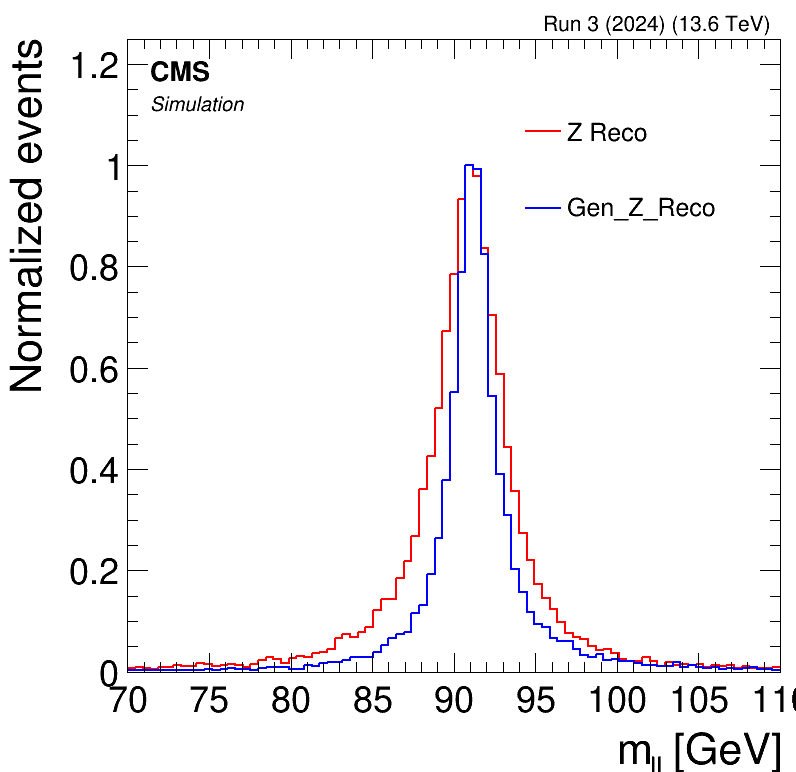 Run 3 (2024) (13.6 TeV)
CMS
Simulation
Z Reco
Gen_Z_Reco
Normalized events
1.2
1
0.8
0.6
0.4
0.2
0
70 75 80 85 90 95 100 105 110
m_ll [GeV]